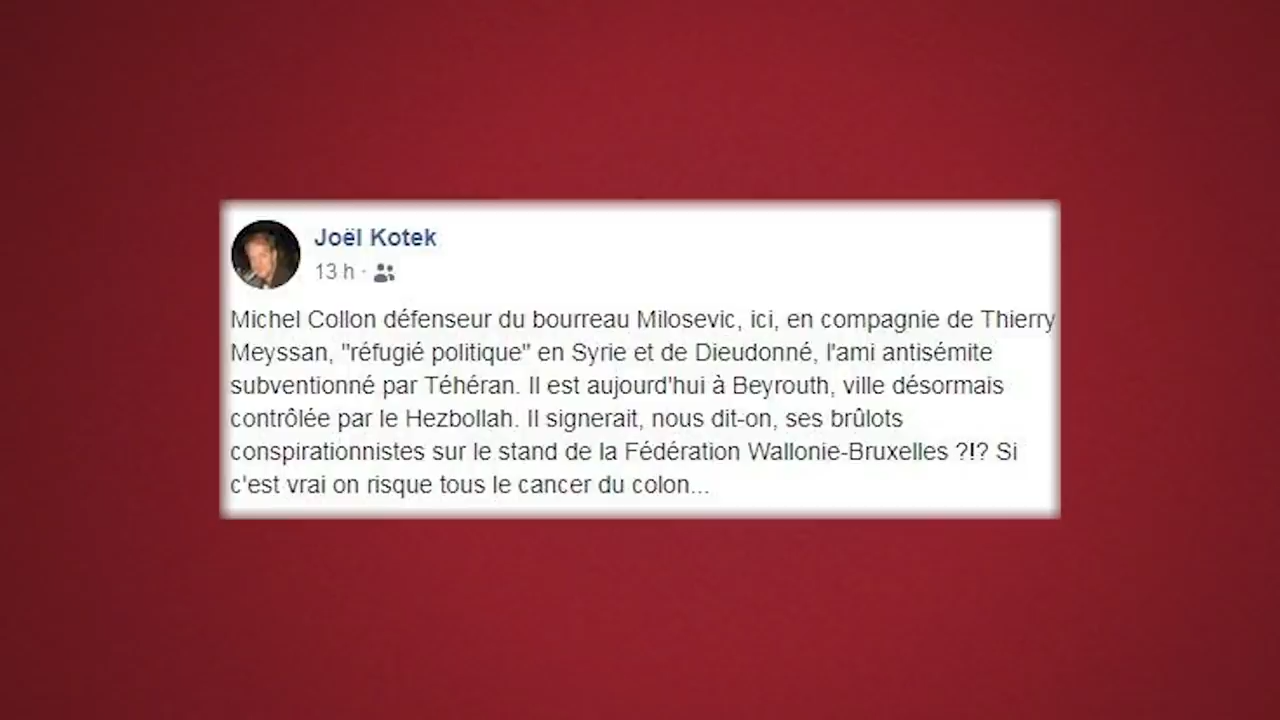 Joël Kotek
13 h ·
Michel Collon défenseur du bourreau Milosevic, ici, en compagnie de Thierry
Meyssan, "réfugié politique" en Syrie et de Dieudonné, l'ami antisémite
subventionné par Téhéran. Il est aujourd'hui à Beyrouth, ville désormais
contrôlée par le Hezbollah. Il signerait, nous dit-on, ses brûlots
conspirationnistes sur le stand de la Fédération Wallonie-Bruxelles ?!? Si
c'est vrai on risque tous le cancer du colon...